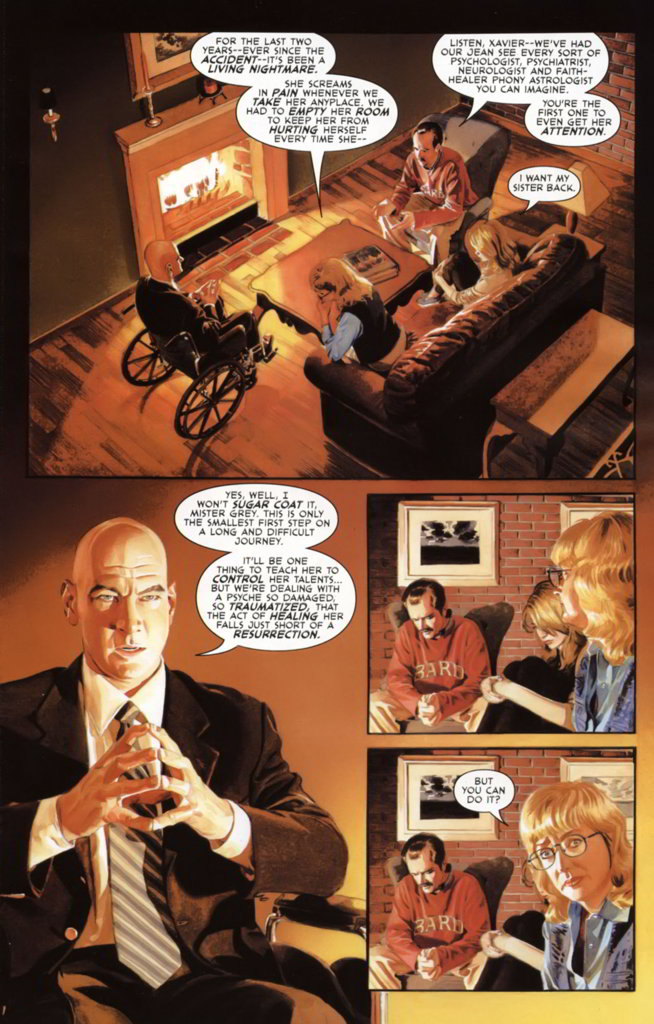 FOR THE LAST TWO
YEARS--EVER SINCE THE
ACCIDENT--IT'S BEEN A
LIVING NIGHTMARE.
SHE SCREAMS
IN PAIN WHENEVER WE
TAKE HER ANYPLACE. WE
HAD TO EMPTY HER ROOM
TO KEEP HER FROM
HURTING HERSELF
EVERY TIME SHE--
LISTEN, XAVIER--WE'VE HAD
OUR JEAN SEE EVERY SORT OF
PSYCHOLOGIST, PSYCHIATRIST,
NEUROLOGIST AND FAITH-
HEALER PHONY ASTROLOGIST
YOU CAN IMAGINE.
YOU'RE THE
FIRST TO
EVEN GET HER
ATTENTION.
I WANT MY
SISTER BACK.
YES, WELL, I
WON'T SUGAR COAT IT,
MISTER GREY. THIS IS ONLY
THE SMALLEST FIRST STEP ON
A LONG AND DIFFICULT
JOURNEY.
IT'LL BE ONE
THING TO TEACH HER TO
CONTROL HER TALENTS...
BUT WE'RE DEALING WITH
A PSYCHE SO DAMAGED,
SO TRAUMATIZED, THAT
THE ACT OF HEALING HER
FALLS JUST SHORT OF A
RESURRECTION.
BARD
BUT
YOU CAN
DO IT?
BARD